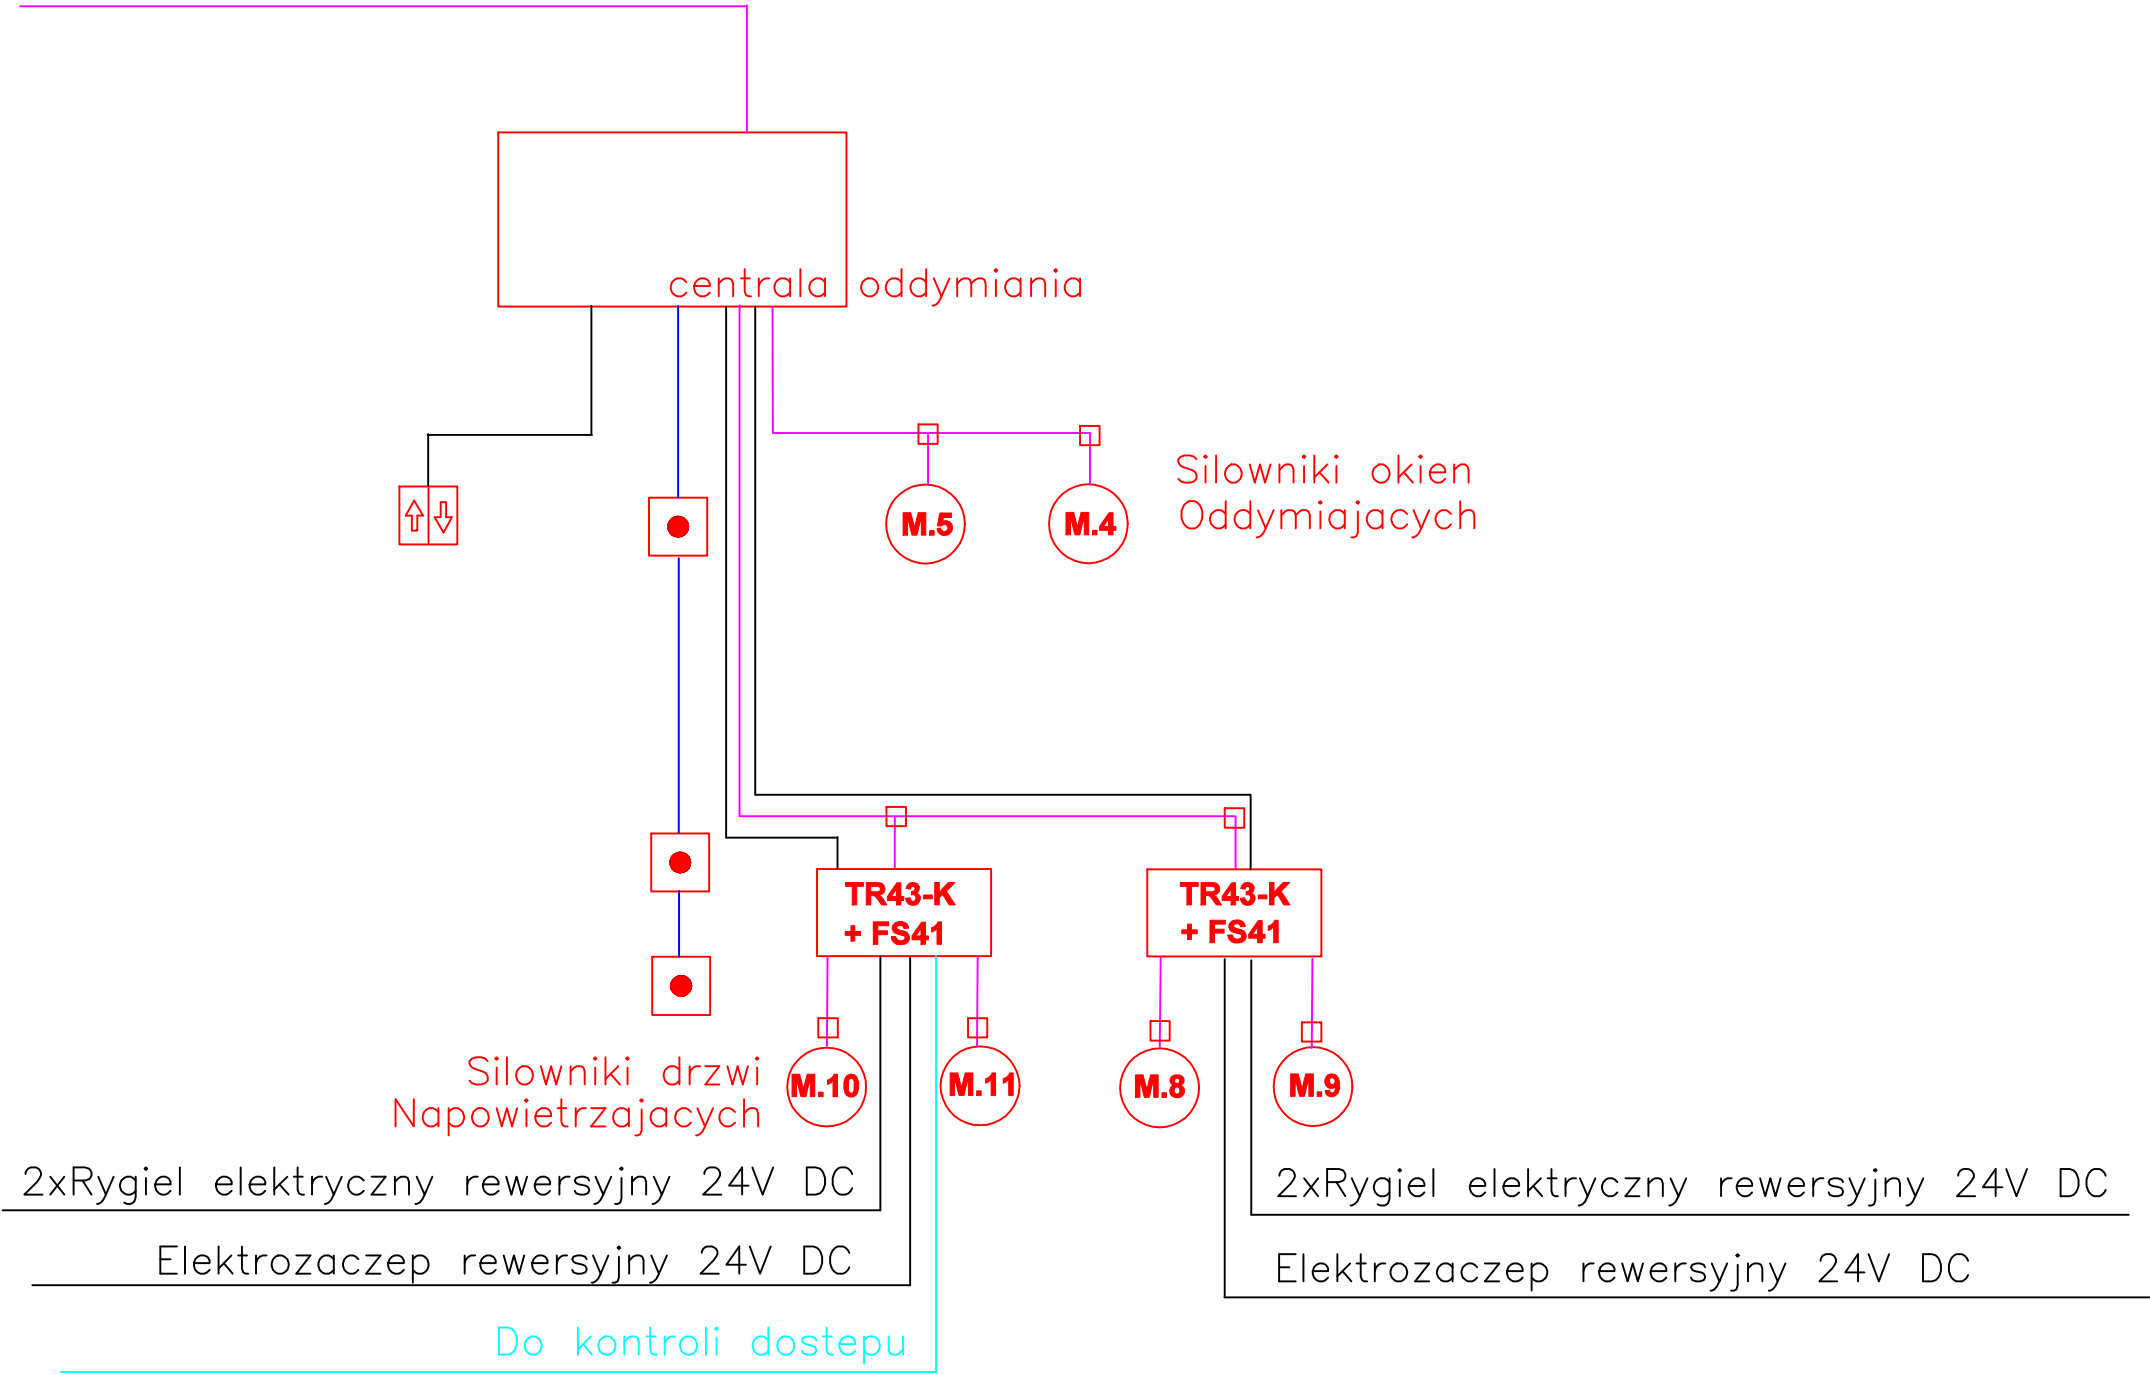 centrala oddymiania
Silowniki okien
Oddymiajacych
M.5
M.4
TR43-K
+ FS41
TR43-K
+ FS41
Silowniki drzwi
Napowietrzajacych
M.10
M.11
M.8
M.9
2xRygiel elektryczny rewersyjny 24V DC
2xRygiel elektryczny rewersyjny 24V DC
Elektrozaczep rewersyjny 24V DC
Elektrozaczep rewersyjny 24V DC
Do kontroli dostepu